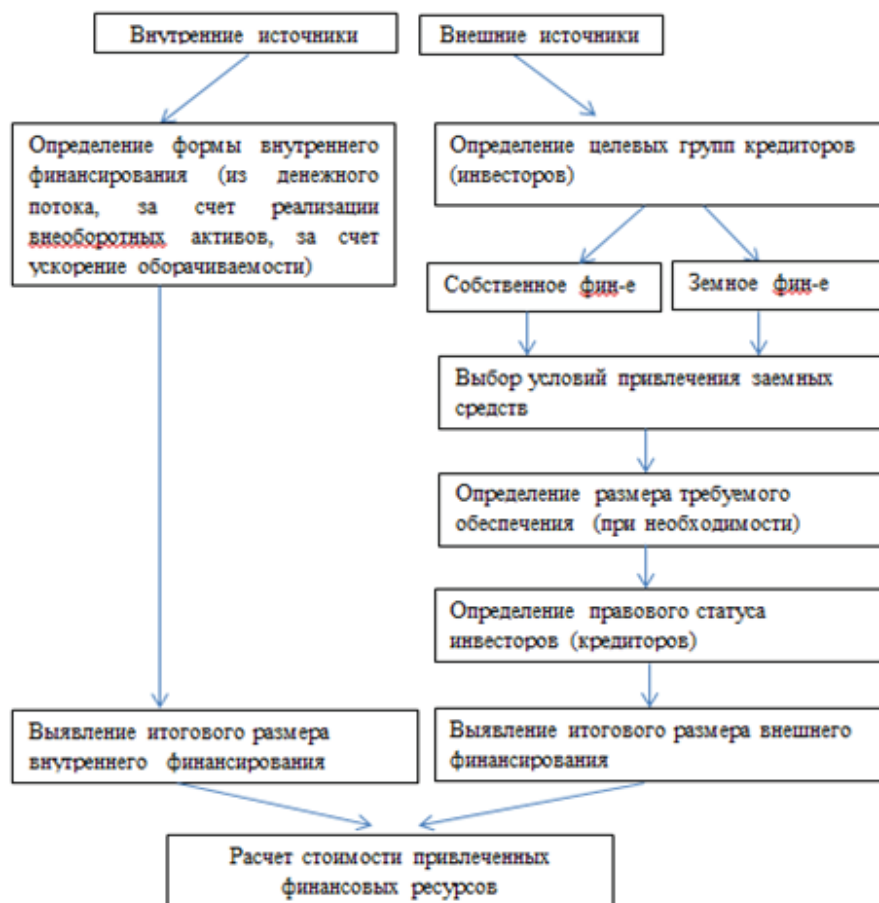 Внутренние источники
Внешние источники
Определение формы внутреннего
финансирования (из денежного
потока, за счет реализации
внеоборотных активов, за счет
ускорение оборачиваемости)
Определение целевых групп кредиторов
(инвесторов)
Собственное фин-е
Земное фин-е
Выбор условий привлечения заемных
средств
Определение размера требуемого
обеспечения (при необходимости)
Определение правового статуса
инвесторов (кредиторов)
Выявление итогового размера
внутреннего финансирования
Выявление итогового размера внешнего
финансирования
Расчет стоимости привлеченных
финансовых ресурсов